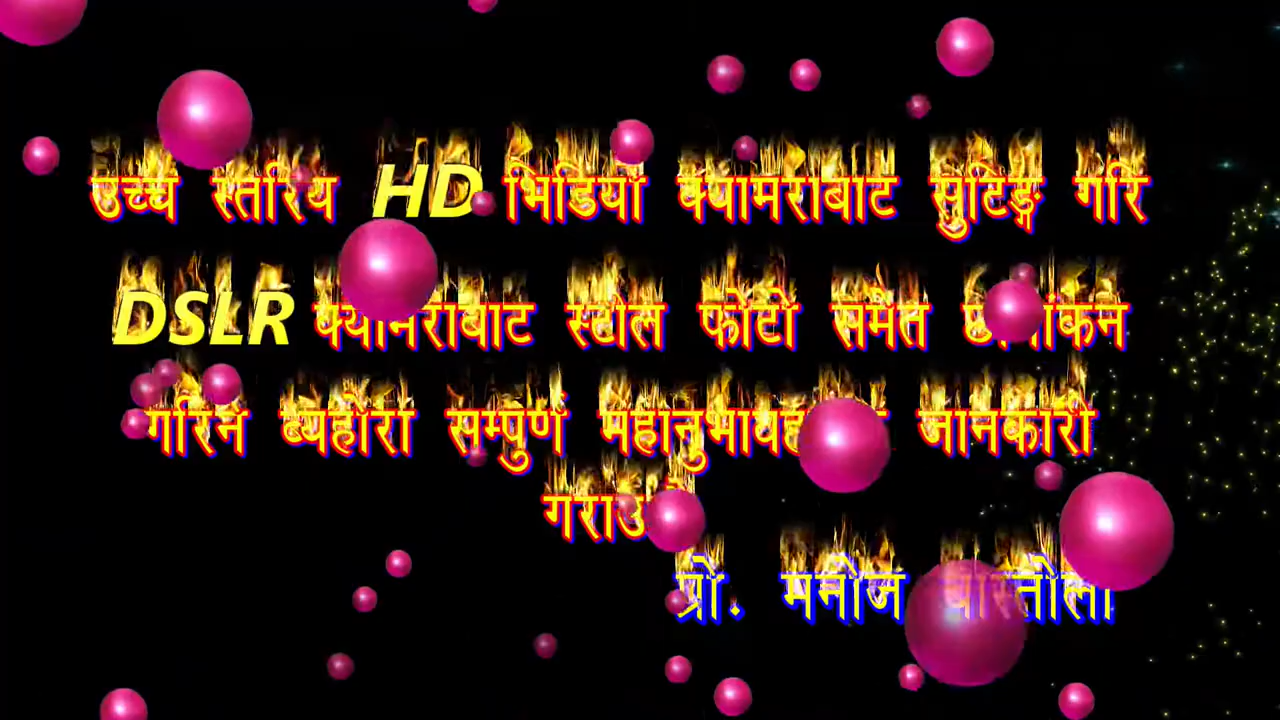 उच्च स्तरिय HD भिडियो क्यामराबाट सुटिङ्ग गरि
DSLR क्यामराबाट स्टील फोटो समेत
गरिने ब्यहोरा सम्पुर्ण जानकारी
प्रो. मनोज